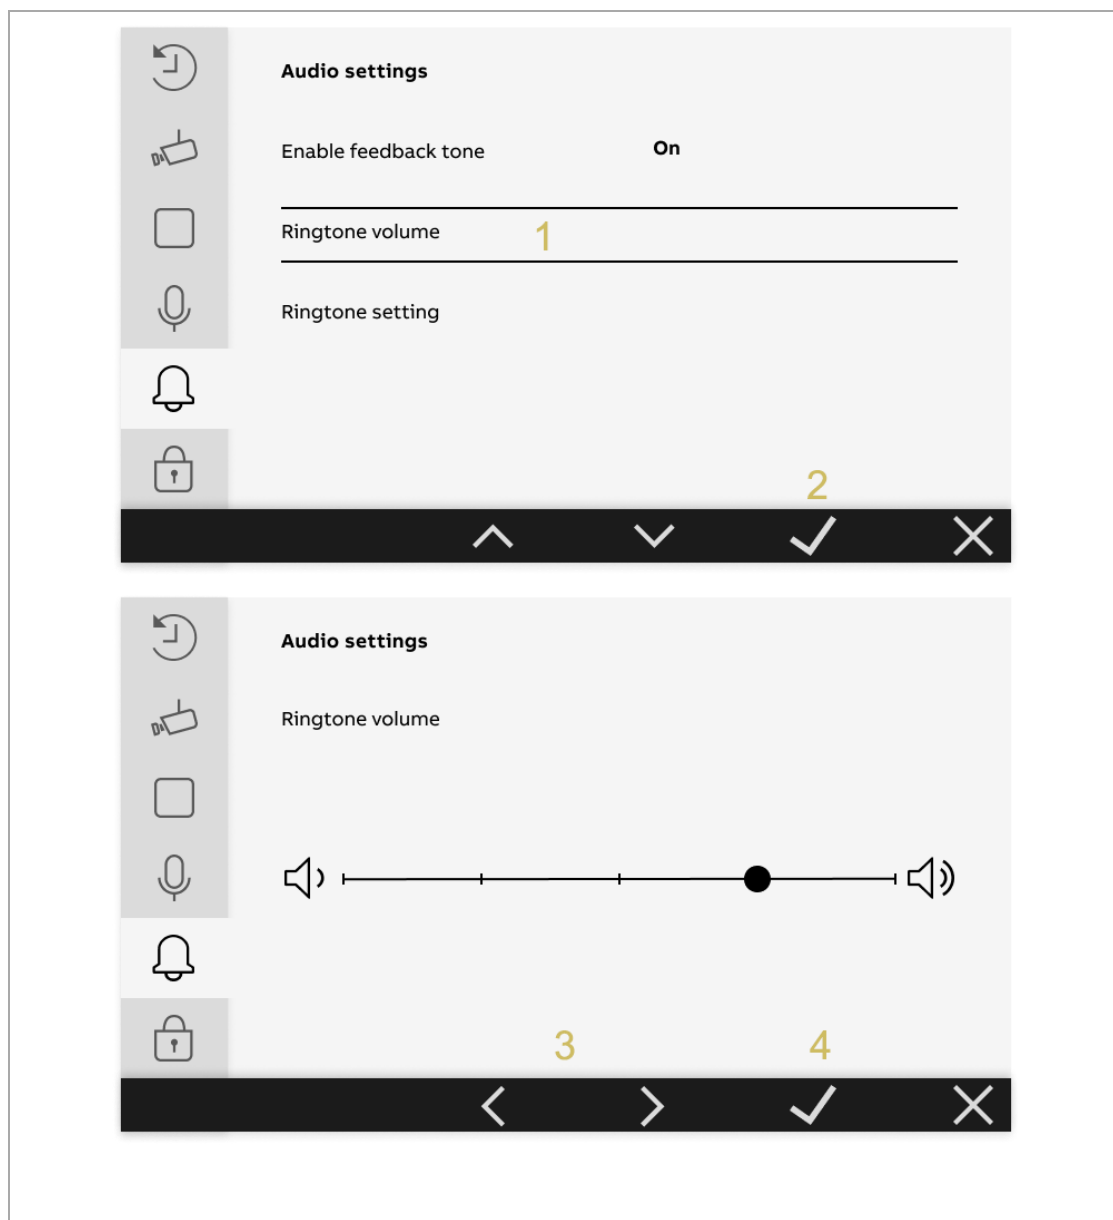 Audio settings
Enable feedback tone On
Ringtone volume 1
Ringtone setting
2
Audio settings
Ringtone volume
3 4